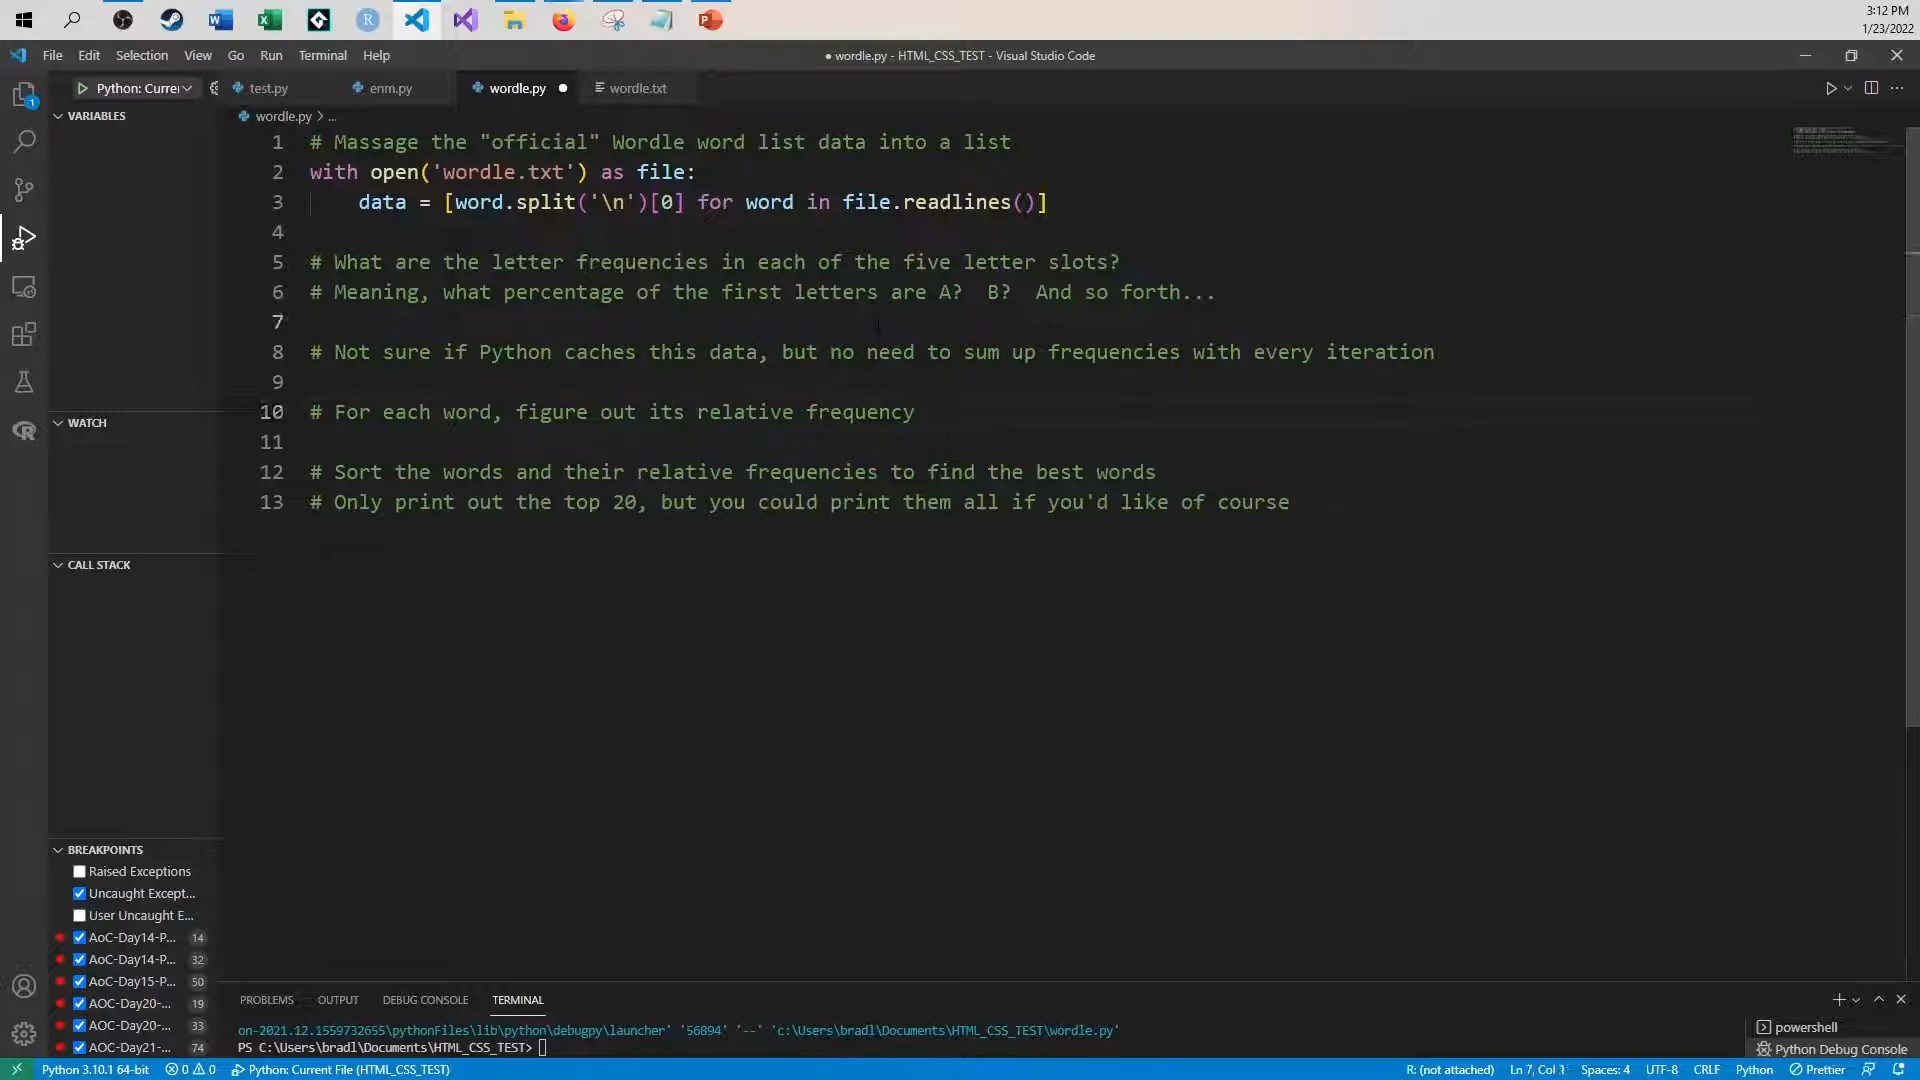 3:12 PM
1/23/2022
File Edit Selection View Go Run Terminal Help
● wordle.py - HTML_CSS_TEST - Visual Studio Code
Python: Currer
test.py
enm.py
wordle.py
wordle.txt
VARIABLES
wordle.py > ...
1 # Massage the "official" Wordle word list data into a list
2 with open('wordle.txt') as file:
3 data = [word.split('\n')[0] for word in file.readlines()]
4
5 # What are the letter frequencies in each of the five letter slots?
6 # Meaning, what percentage of the first letters are A?  B?  And so forth...
7
8 # Not sure if Python caches this data, but no need to sum up frequencies with every iteration
9
10 # For each word, figure out its relative frequency
11
12 # Sort the words and their relative frequencies to find the best words
13 # Only print out the top 20, but you could print them all if you'd like of course
WATCH
CALL STACK
BREAKPOINTS
Raised Exceptions
Uncaught Except...
User Uncaught E...
AoC-Day14-P... 14
AoC-Day14-P... 32
AoC-Day15-P... 50
AOC-Day20-... 19
AOC-Day20-... 33
AOC-Day21-... 74
PROBLEMS OUTPUT DEBUG CONSOLE TERMINAL
on-2021.12.1559732655\pythonFiles\lib\python\debugpy\launcher' '56894' '--' 'c:\Users\bradl\Documents\HTML_CSS_TEST\wordle.py'
PS C:\Users\bradl\Documents\HTML_CSS_TEST>
powershell
Python Debug Console
Python 3.10.1 64-bit 0 0 Python: Current File (HTML_CSS_TEST)
R: (not attached) Ln 7, Col 1 Spaces: 4 UTF-8 CRLF Python Prettier